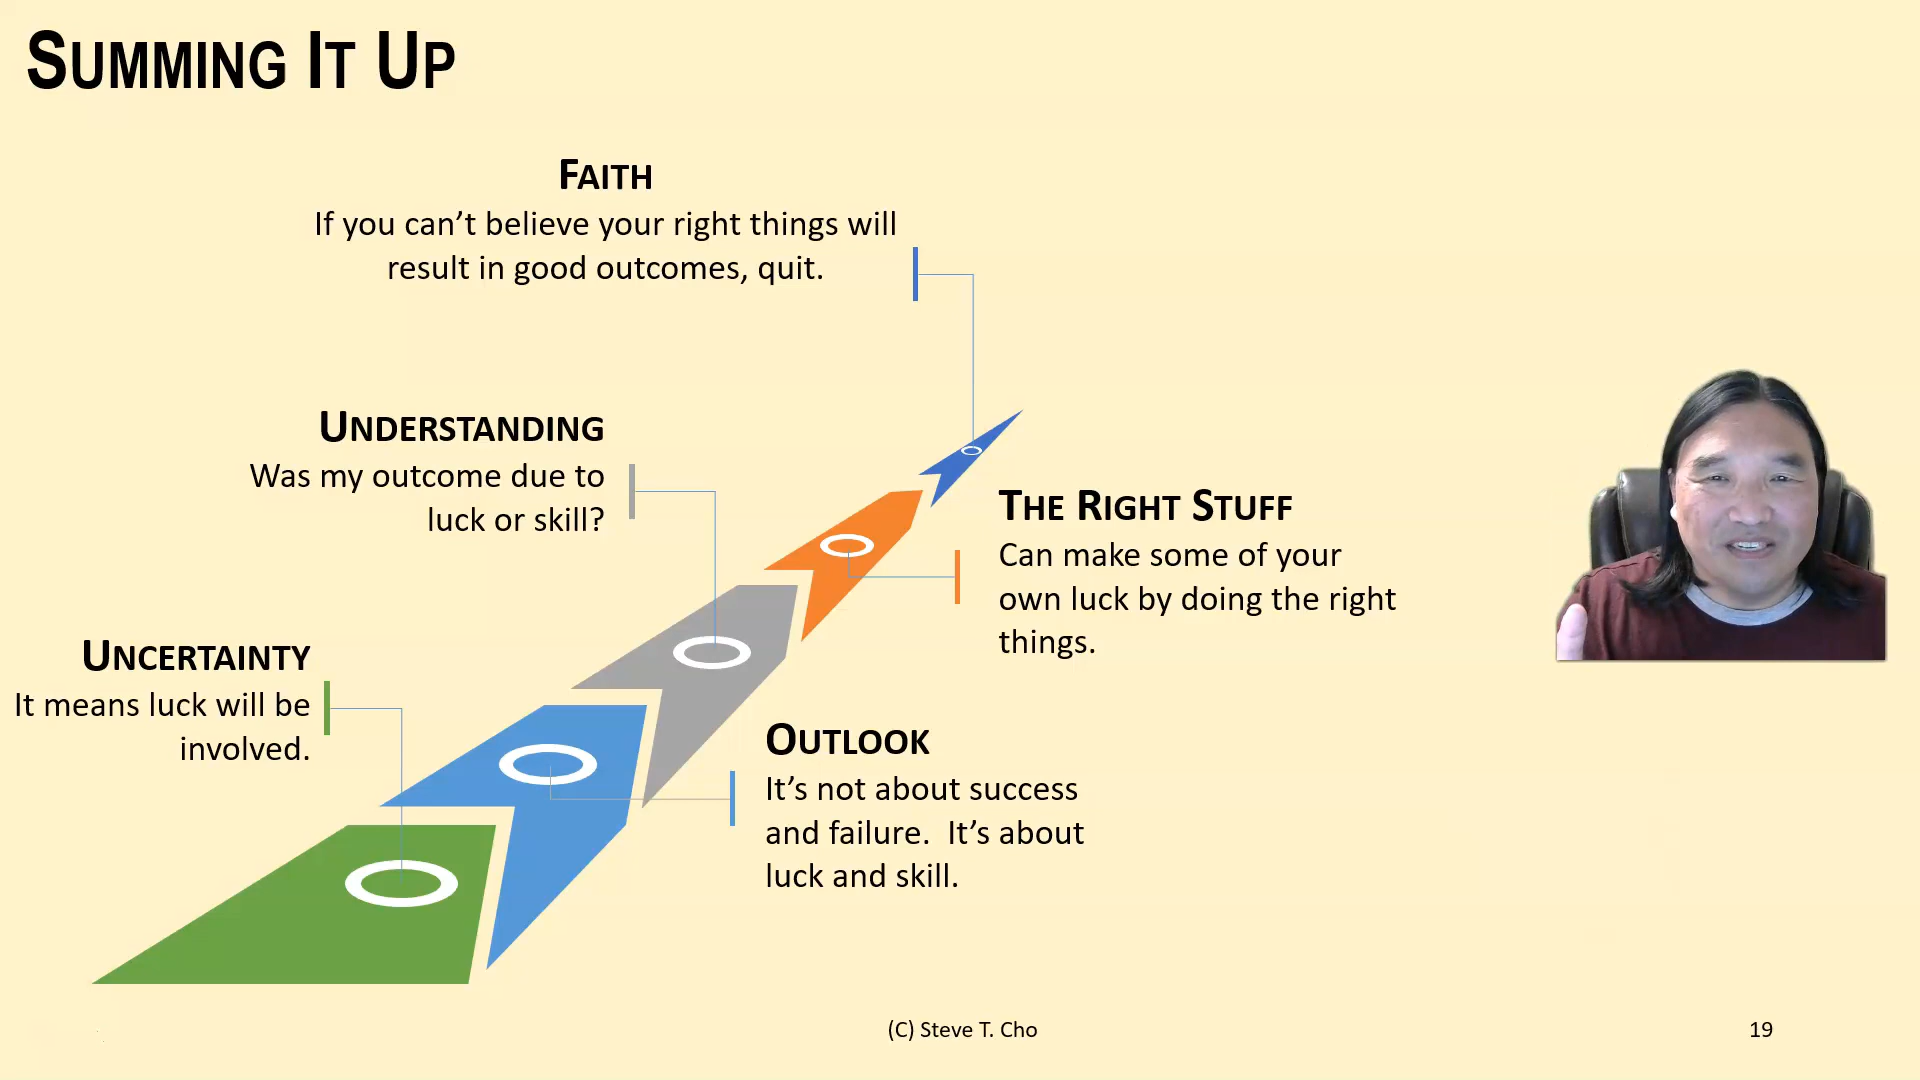 SUMMING IT UP
FAITH
If you can’t believe your right things will
result in good outcomes, quit.
UNDERSTANDING
Was my outcome due to
luck or skill?
THE RIGHT STUFF
Can make some of your
own luck by doing the right
things.
UNCERTAINTY
It means luck will be
involved.
OUTLOOK
It’s not about success
and failure.  It’s about
luck and skill.
(C) Steve T. Cho
19